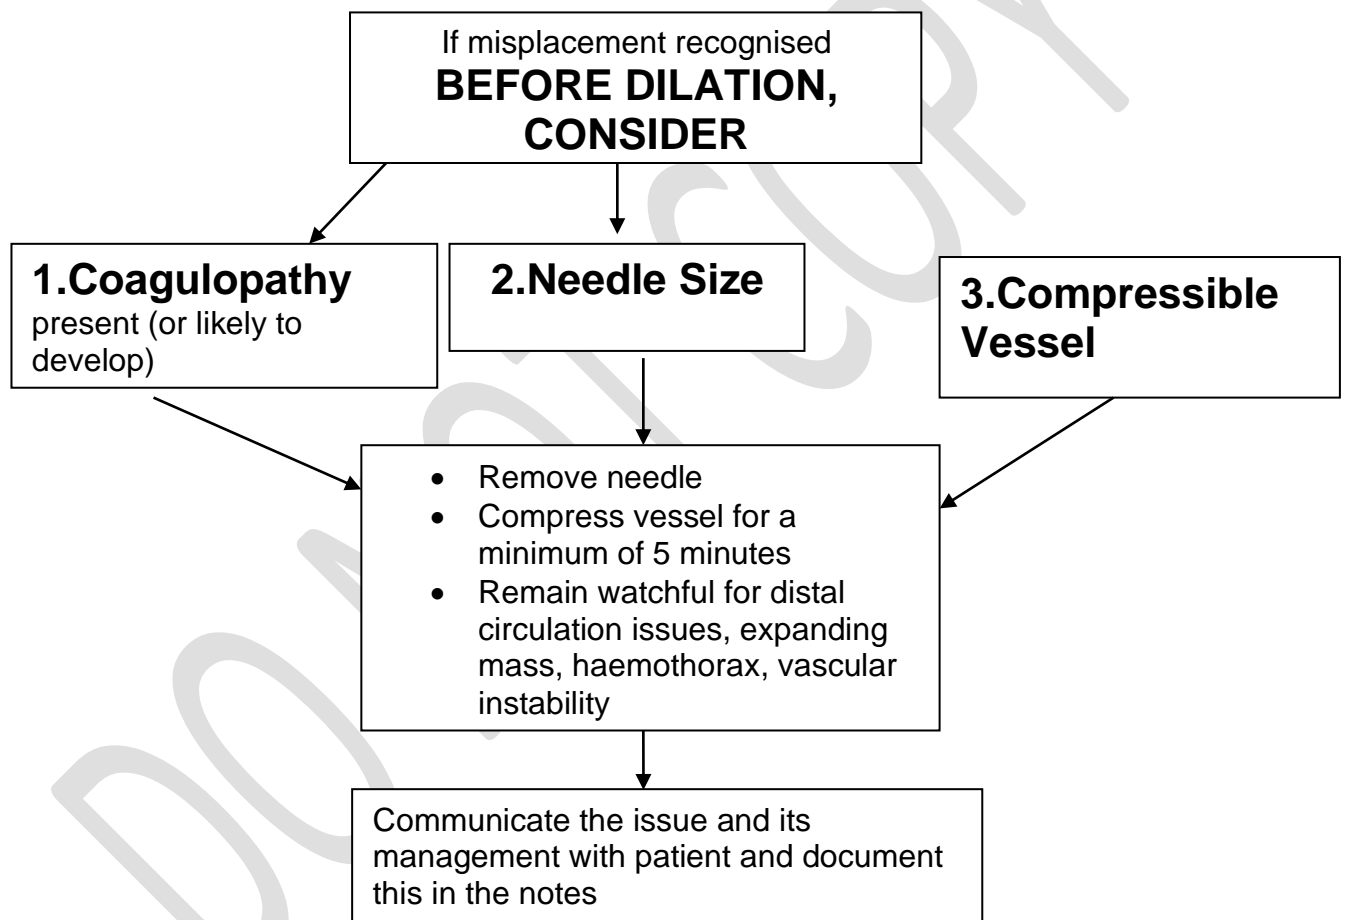 If misplacement recognised
BEFORE DILATION,
CONSIDER
1.Coagulopathy
present (or likely to
develop)
2.Needle Size
3.Compressible
Vessel
• Remove needle
• Compress vessel for a
minimum of 5 minutes
• Remain watchful for distal
circulation issues, expanding
mass, haemothorax, vascular
instability
Communicate the issue and its
management with patient and document
this in the notes
DO NOT COPY